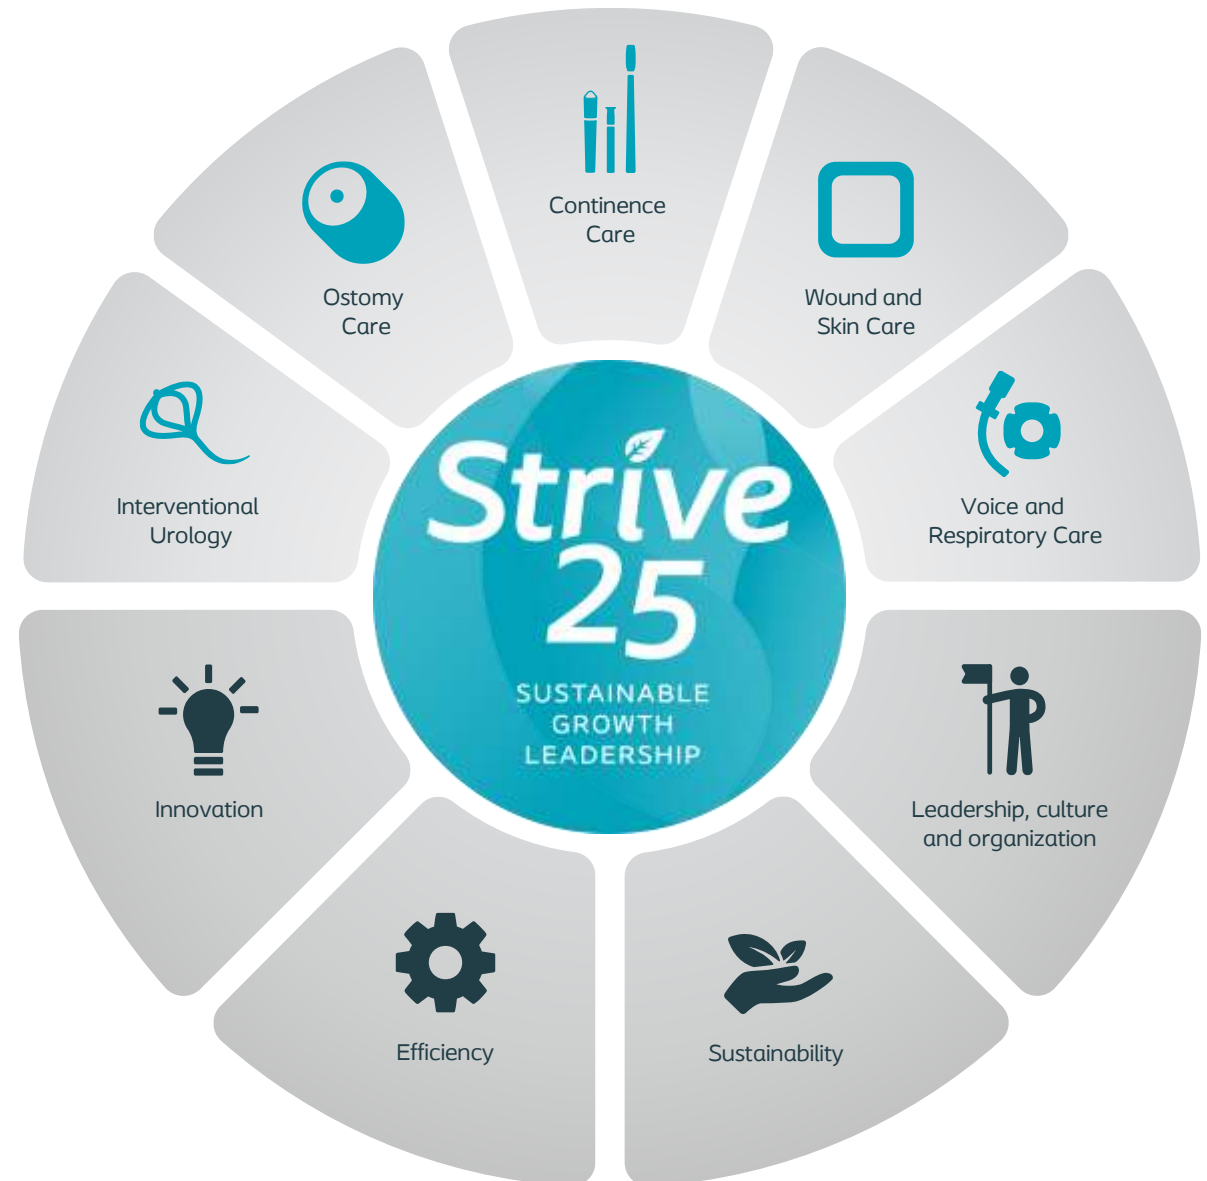 Continence
Care
Ostomy
Care
Wound and
Skin Care
Interventional
Urology
Voice and
Respiratory Care
Strive
25
SUSTAINABLE
GROWTH
LEADERSHIP
Innovation
Leadership, culture
and organization
Efficiency
Sustainability